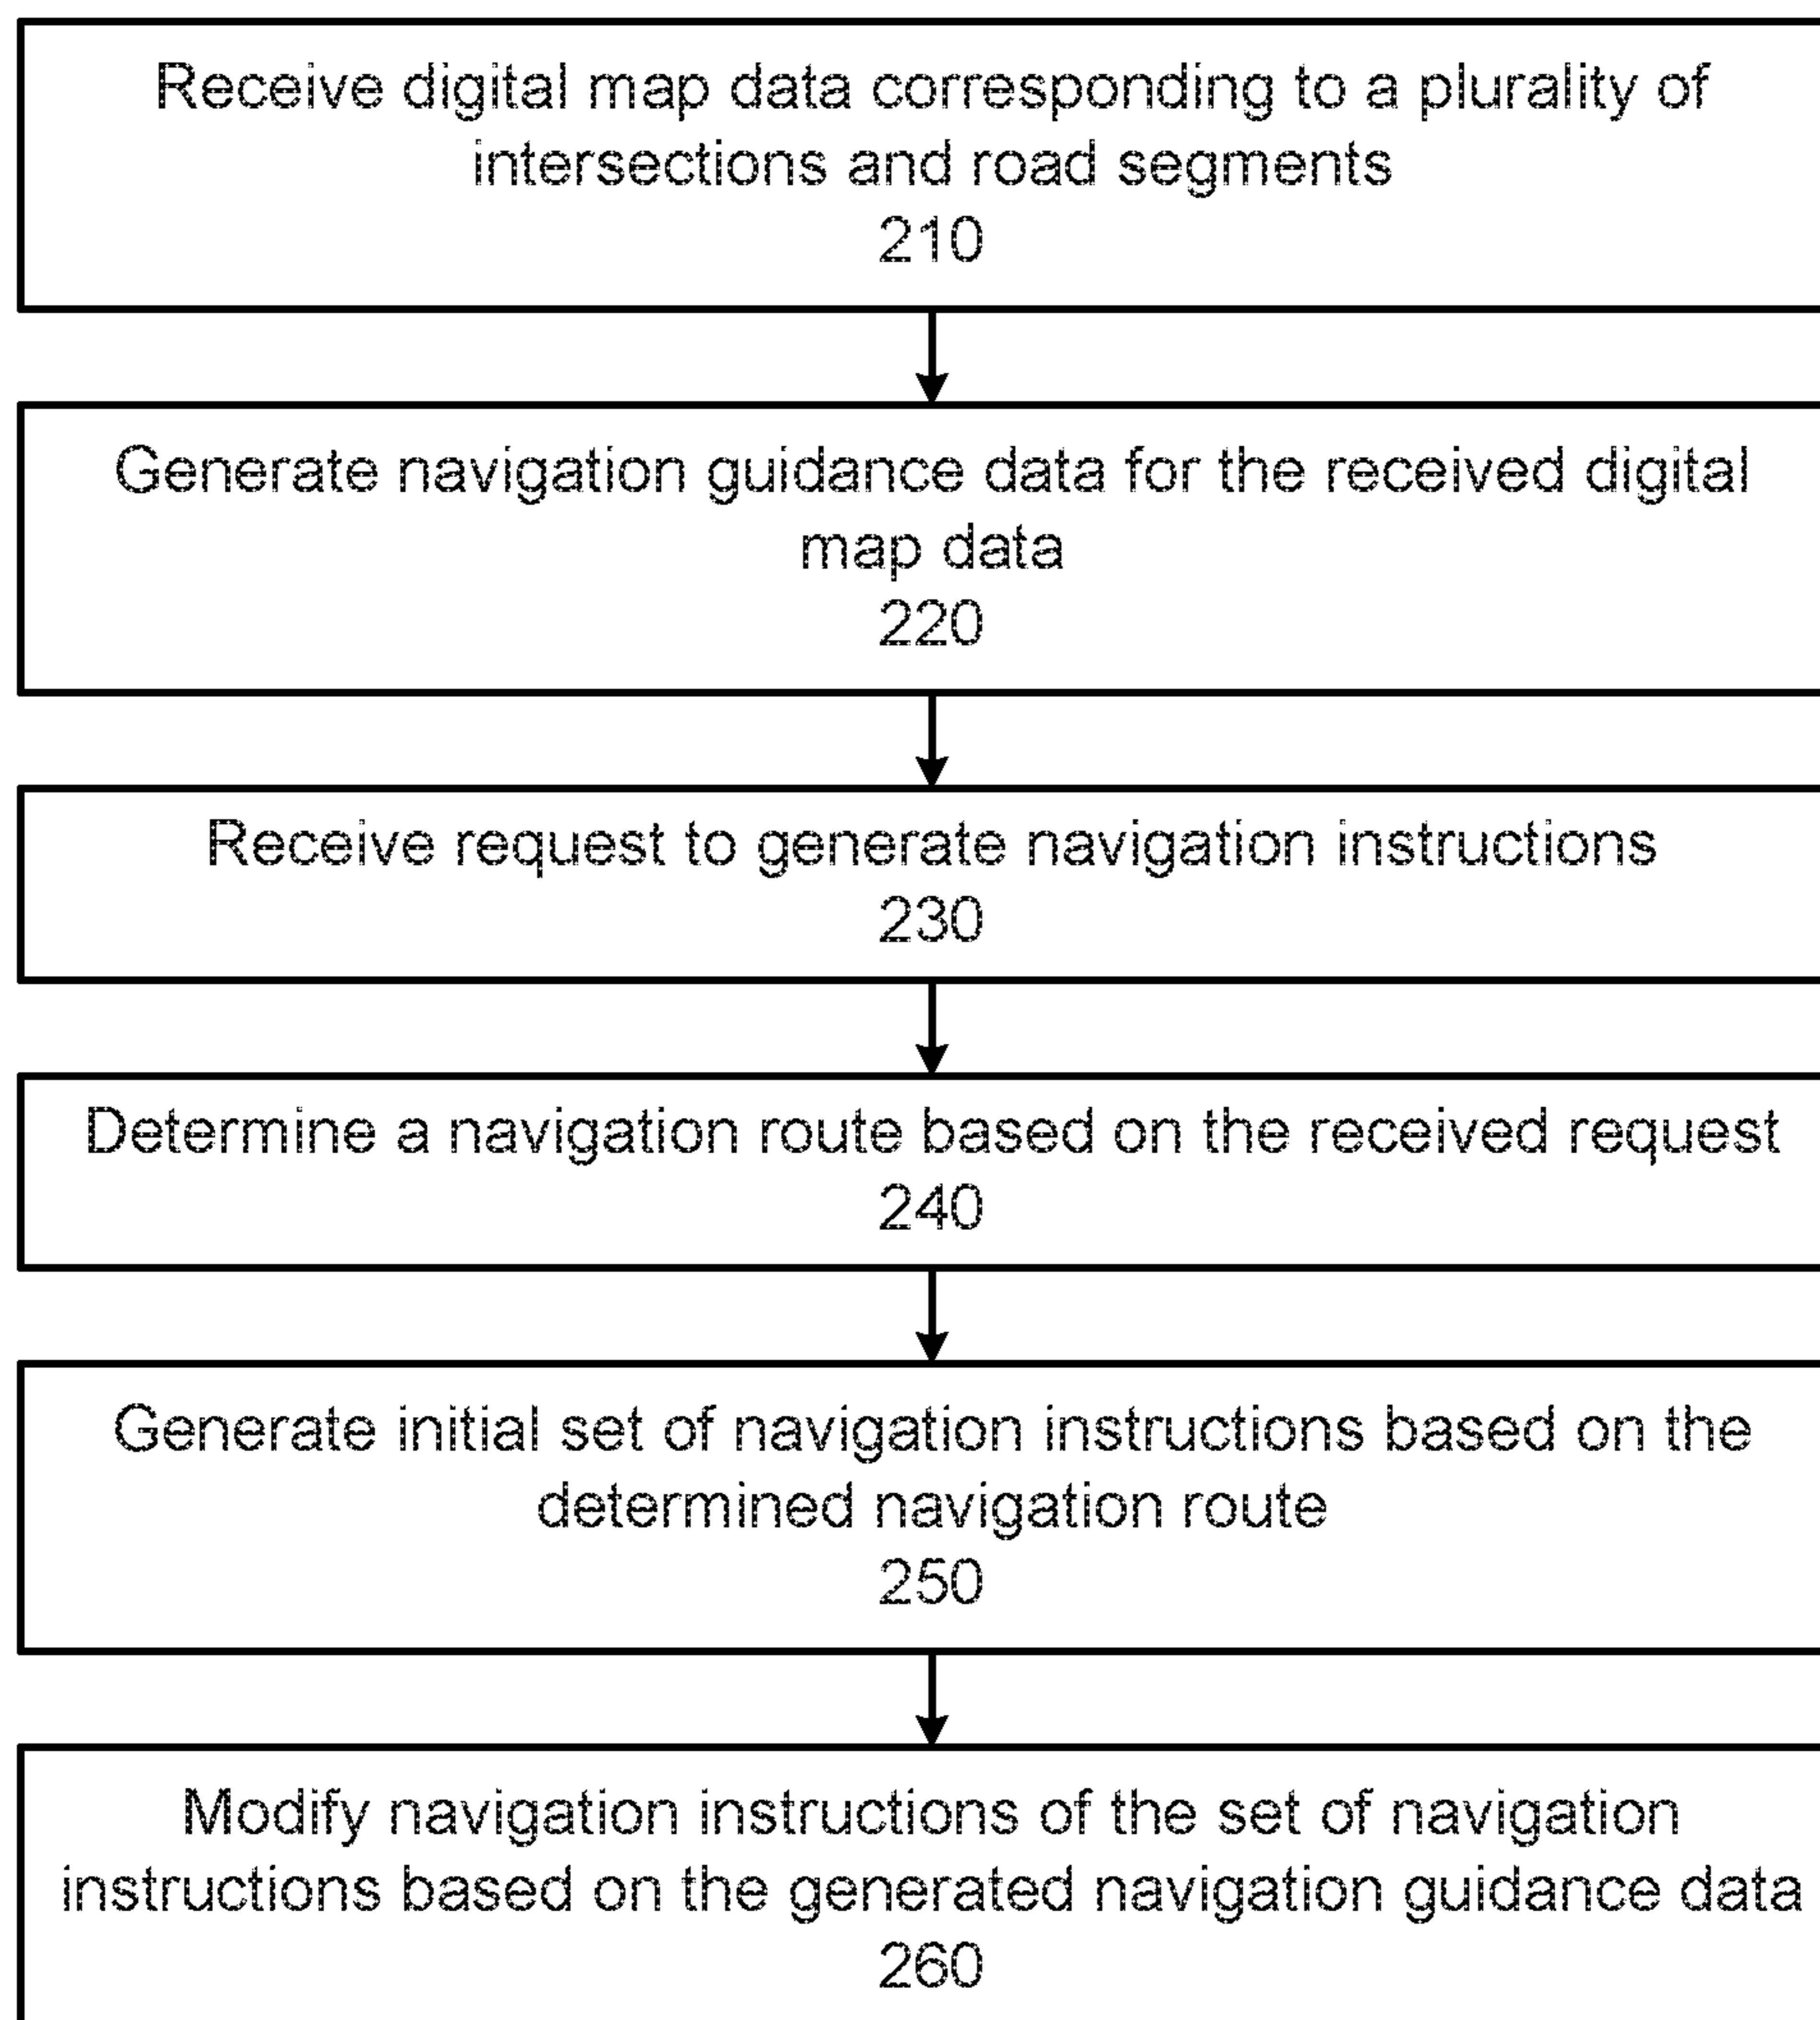 Receive digital map data corresponding to a plurality of
intersections and road segments
210
Generate navigation guidance data for the received digital
map data
220
Receive request to generate navigation instructions
230
Determine a navigation route based on the received request
240
Generate initial set of navigation instructions based on the
determined navigation route
250
Modify navigation instructions of the set of navigation
instructions based on the generated navigation guidance data
260